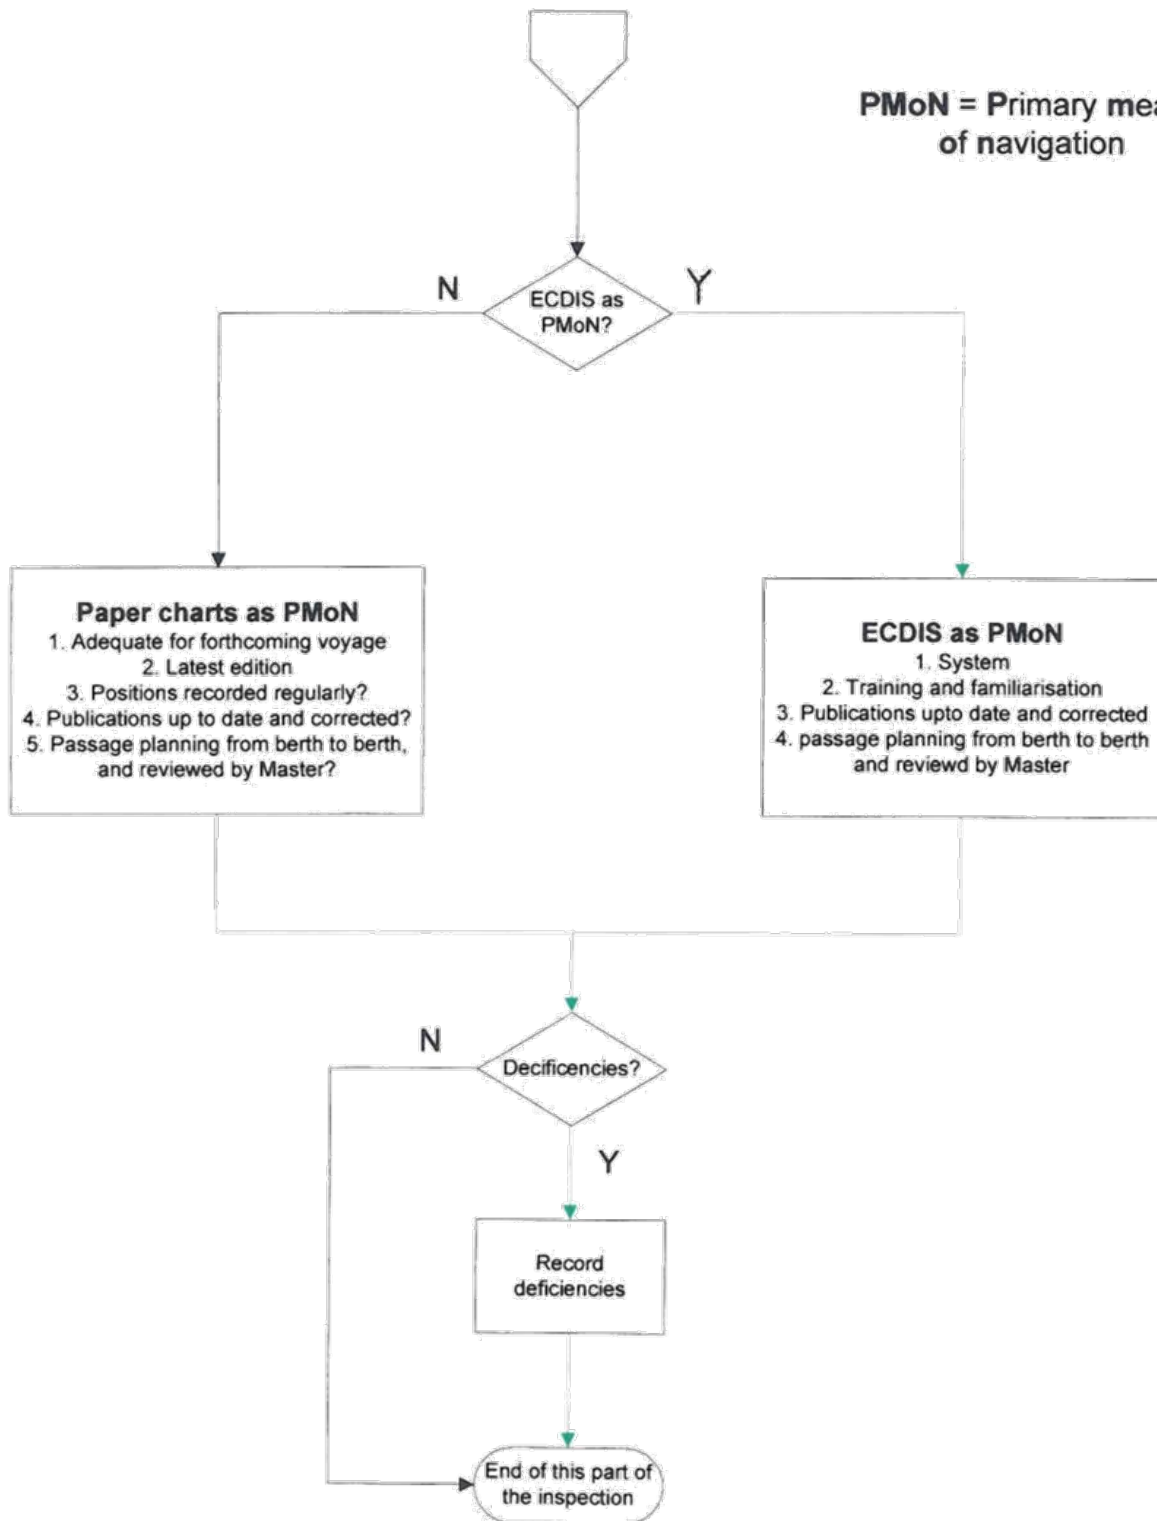 PMoN = Primary mea
of navigation
N
Y
ECDIS as
PMoN?
Paper charts as PMoN
1. Adequate for forthcoming voyage
2. Latest edition
3. Positions recorded regularly?
4. Publications up to date and corrected?
5. Passage planning from berth to berth,
and reviewed by Master?
ECDIS as PMoN
1. System
2. Training and familiarisation
3. Publications upto date and corrected
4. passage planning from berth to berth
and reviewd by Master
N
Decificencies?
Y
Record
deficiencies
End of this part of
the inspection